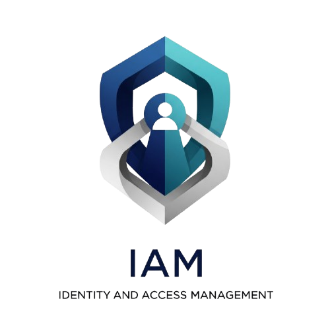 IAM
IDENTITY AND ACCESS MANAGEMENT